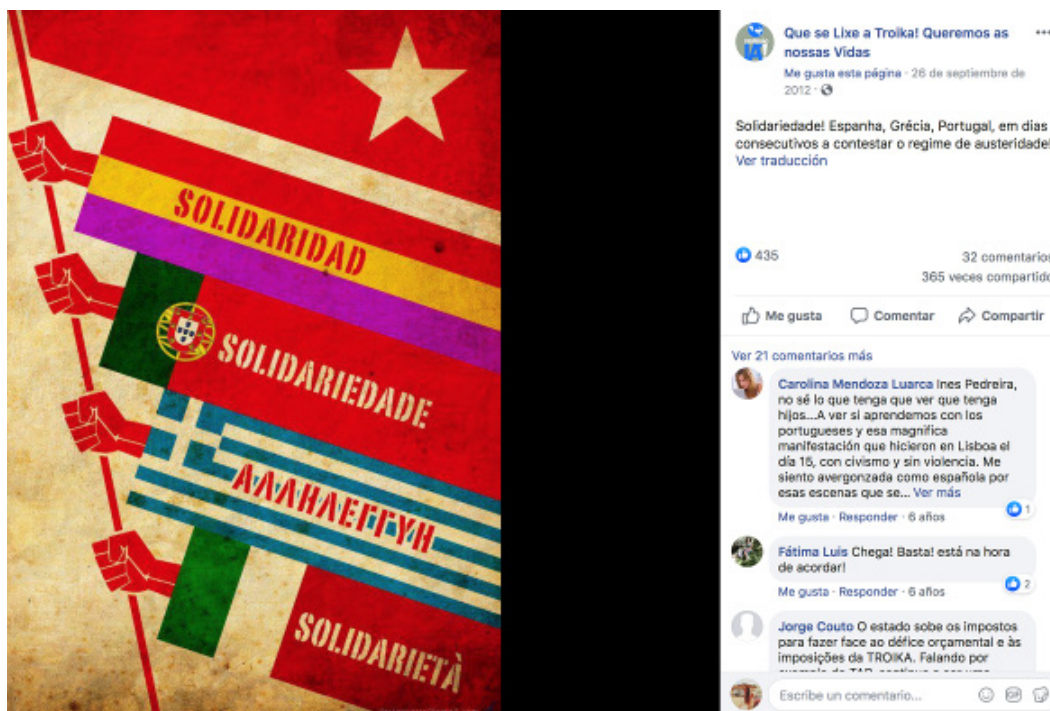 SOLIDARIDAD
SOLIDARIEDADE
ΑΛΛΗΛΕΓΓΥΗ
SOLIDARIETÀ
Que se Lixe a Troika! Queremos as
nossas Vidas
Me gusta esta página · 26 de septiembre de
2012 ·
Solidariedade! Espanha, Grécia, Portugal, em dias
consecutivos a contestar o regime de austeridade!
Ver traducción
435
32 comentarios
365 veces compartido
Me gusta
Comentar
Compartir
Ver 21 comentarios más
Carolina Mendoza Luarca Ines Pedreira,
no sé lo que tenga que ver que tenga
hijos...A ver si aprendemos con los
portugueses y esa magnifica
manifestación que hicieron en Lisboa el
día 15, con civismo y sin violencia. Me
siento avergonzada como española por
esas escenas que se... Ver más
1
Me gusta · Responder · 6 años
Fátima Luis Chega! Basta! está na hora
de acordar!
2
Me gusta · Responder · 6 años
Jorge Couto O estado sobe os impostos
para fazer face ao défice orçamental e às
imposições da TROIKA. Falando por
Escribe un comentario...
GIF